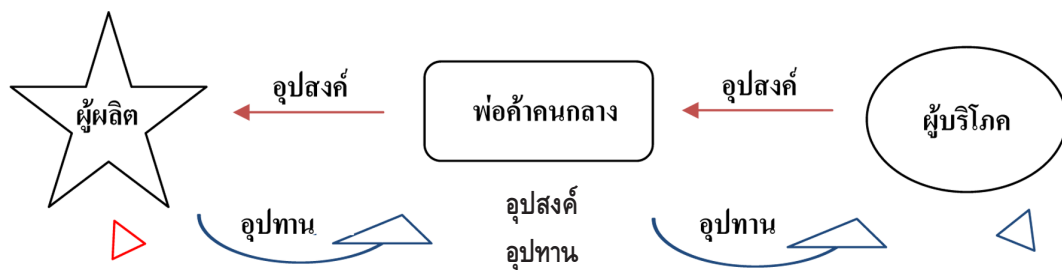 อุปสงค์
อุปสงค์
ผู้ผลิต
พ่อค้าคนกลาง
ผู้บริโภค
อุปสงค์
อุปทาน
อุปทาน
อุปทาน